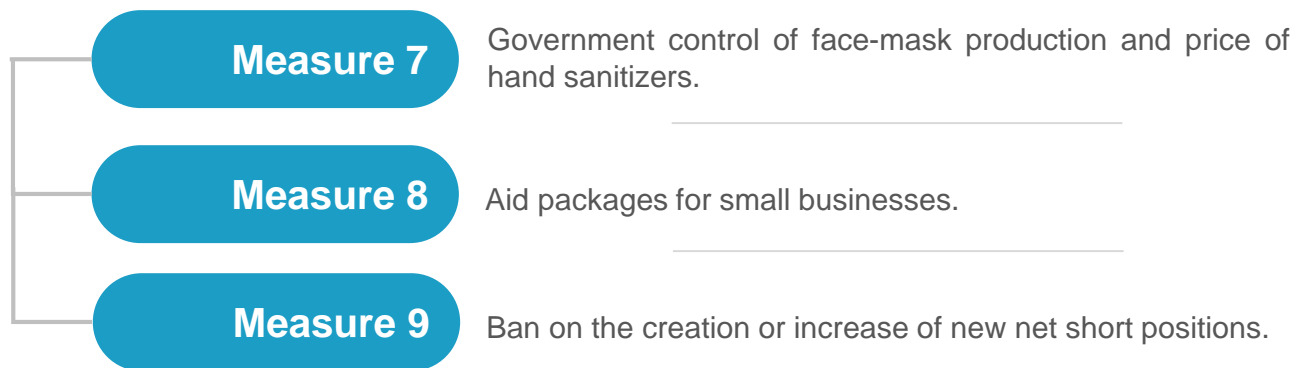 Measure 7
Government control of face-mask production and price of
hand sanitizers.
Measure 8
Aid packages for small businesses.
Measure 9
Ban on the creation or increase of new net short positions.